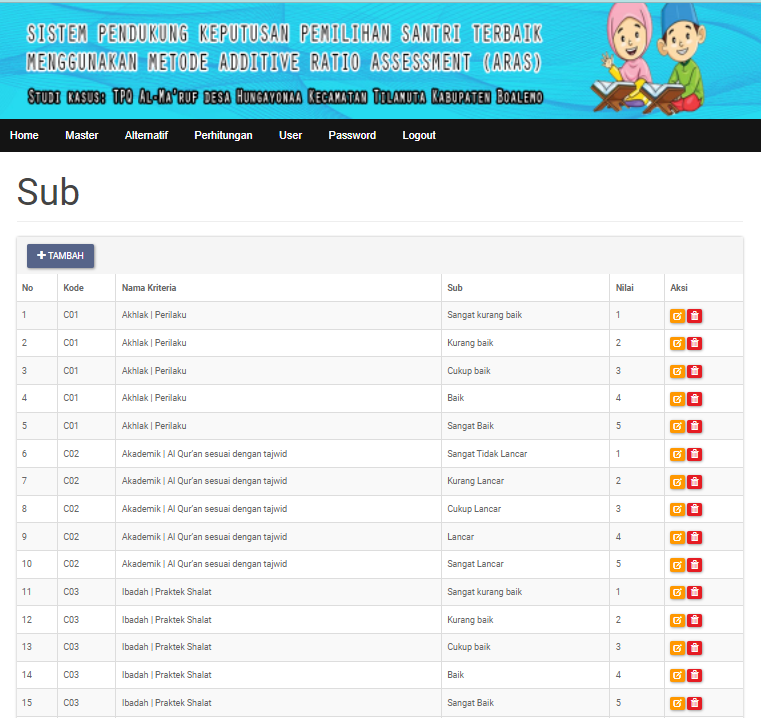 SISTEM PENDUKUNG KEPUTUSAN PEMILIHAN SANTRI TERBAIK
MENGGUNAKAN METODE ADDITIVE RATIO ASSESSMENT (ARAS)
STUDI KASUS: TPQ AL-MA'RUF DESA HUNGAYONAA KECAMATAN TILAMUTA KABUPATEN BOALEMO
Home Master Alternatif Perhitungan User Password Logout
Sub
TAMBAH
No Kode Nama Kriteria Sub Nilai Aksi
1 C01 Akhlak | Perilaku Sangat kurang baik 1
2 C01 Akhlak | Perilaku Kurang baik 2
3 C01 Akhlak | Perilaku Cukup baik 3
4 C01 Akhlak | Perilaku Baik 4
5 C01 Akhlak | Perilaku Sangat Baik 5
6 C02 Akademik | Al Qur'an sesuai dengan tajwid Sangat Tidak Lancar 1
7 C02 Akademik | Al Qur'an sesuai dengan tajwid Kurang Lancar 2
8 C02 Akademik | Al Qur'an sesuai dengan tajwid Cukup Lancar 3
9 C02 Akademik | Al Qur'an sesuai dengan tajwid Lancar 4
10 C02 Akademik | Al Qur'an sesuai dengan tajwid Sangat Lancar 5
11 C03 Ibadah | Praktek Shalat Sangat kurang baik 1
12 C03 Ibadah | Praktek Shalat Kurang baik 2
13 C03 Ibadah | Praktek Shalat Cukup baik 3
14 C03 Ibadah | Praktek Shalat Baik 4
15 C03 Ibadah | Praktek Shalat Sangat Baik 5